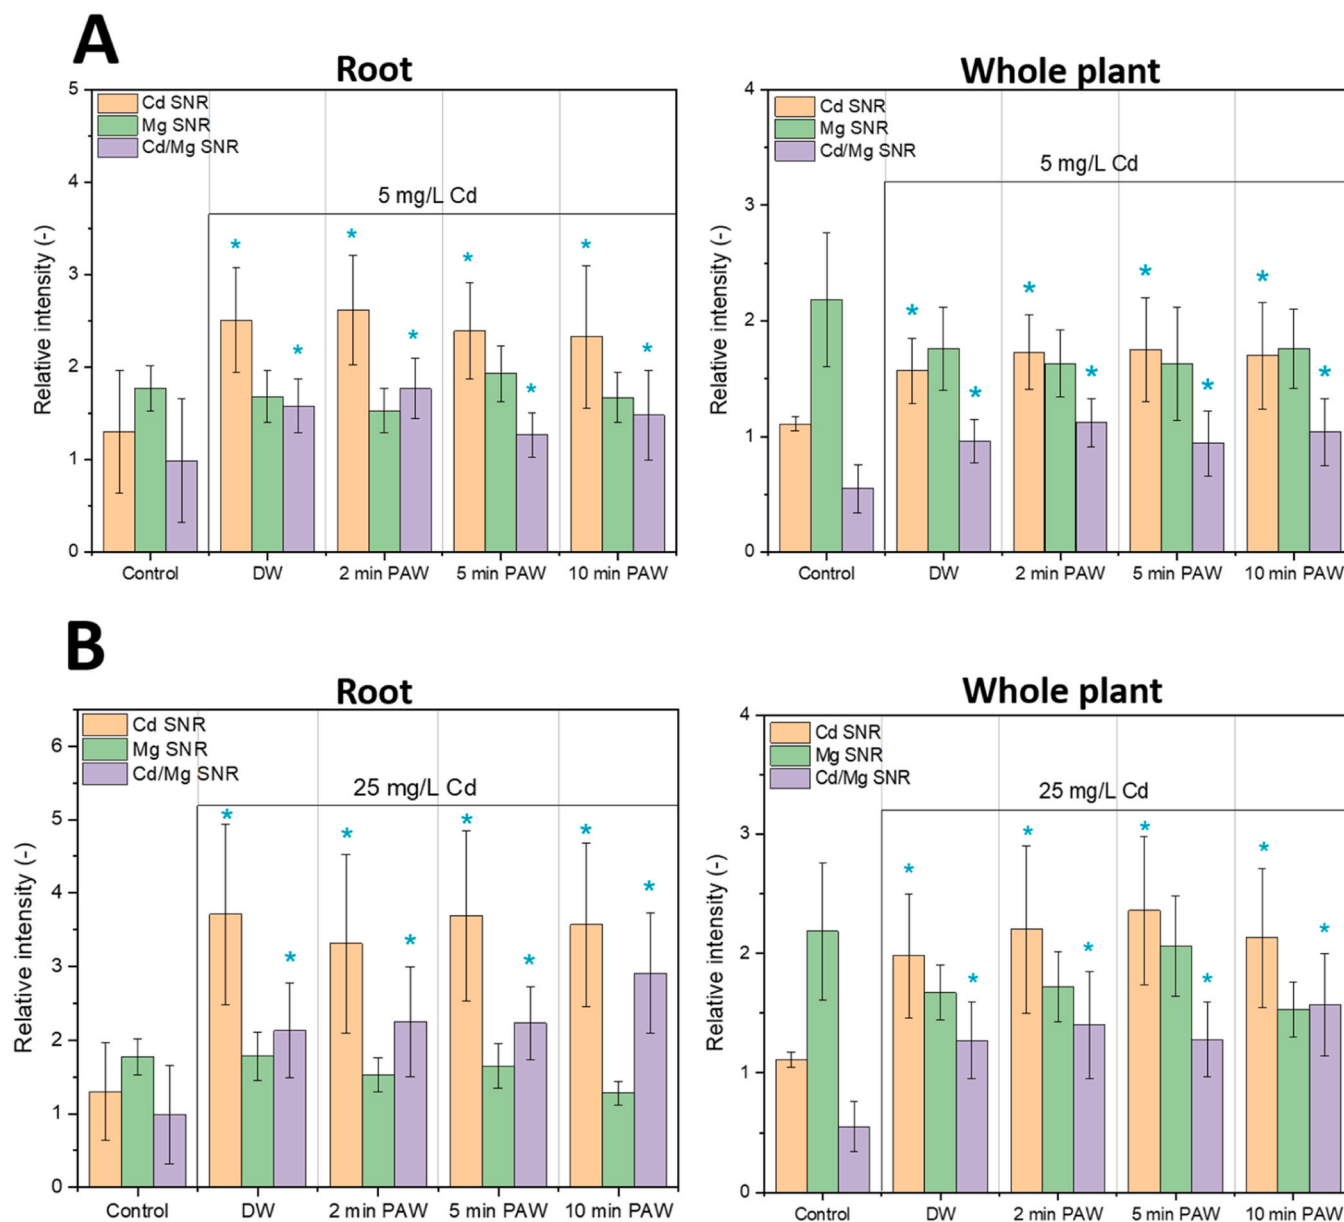 A
Root
5
4
3
2
1
0
Relative intensity (-)
Cd SNR
Mg SNR
Cd/Mg SNR
5 mg/L Cd
* * * *
* * * *
Control DW 2 min PAW 5 min PAW 10 min PAW
Whole plant
4
3
2
1
0
Relative intensity (-)
Cd SNR
Mg SNR
Cd/Mg SNR
5 mg/L Cd
* * * *
* * * *
Control DW 2 min PAW 5 min PAW 10 min PAW
B
Root
6
5
4
3
2
1
0
Relative intensity (-)
Cd SNR
Mg SNR
Cd/Mg SNR
25 mg/L Cd
* * * *
* * * *
Control DW 2 min PAW 5 min PAW 10 min PAW
Whole plant
4
3
2
1
0
Relative intensity (-)
Cd SNR
Mg SNR
Cd/Mg SNR
25 mg/L Cd
* * * *
* * * *
Control DW 2 min PAW 5 min PAW 10 min PAW